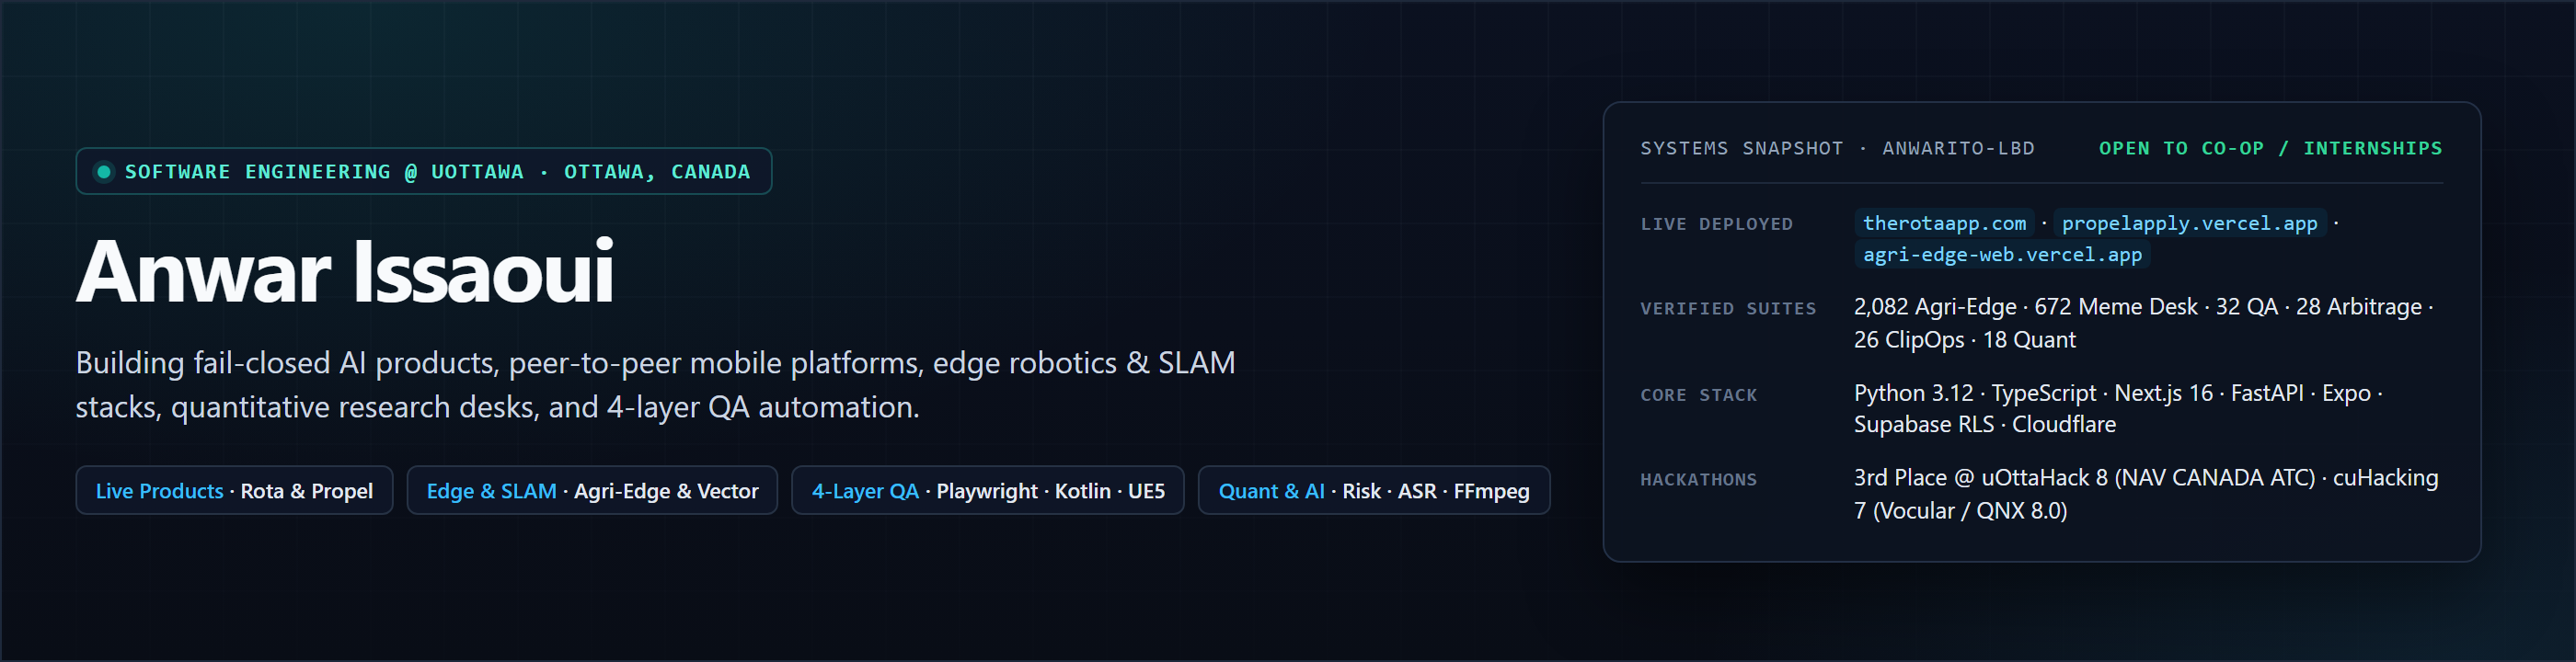 SOFTWARE ENGINEERING @ UOTTAWA · OTTAWA, CANADA
Anwar Issaoui
Building fail-closed AI products, peer-to-peer mobile platforms, edge robotics & SLAM
stacks, quantitative research desks, and 4-layer QA automation.
Live Products · Rota & Propel
Edge & SLAM · Agri-Edge & Vector
4-Layer QA · Playwright · Kotlin · UE5
Quant & AI · Risk · ASR · FFmpeg
SYSTEMS SNAPSHOT · ANWARITO-LBD
OPEN TO CO-OP / INTERNSHIPS
LIVE DEPLOYED
therotaapp.com · propelapply.vercel.app ·
agri-edge-web.vercel.app
VERIFIED SUITES
2,082 Agri-Edge · 672 Meme Desk · 32 QA · 28 Arbitrage ·
26 ClipOps · 18 Quant
CORE STACK
Python 3.12 · TypeScript · Next.js 16 · FastAPI · Expo ·
Supabase RLS · Cloudflare
HACKATHONS
3rd Place @ uOttaHack 8 (NAV CANADA ATC) · cuHacking
7 (Vocular / QNX 8.0)